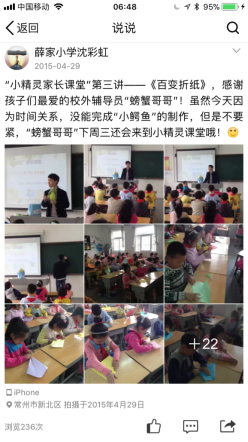 中国移动 06:48 95%
返回 说说
薛家小学沈彩虹
2015-04-29
“小精灵家长课堂”第三讲——《百变折纸》，感谢
孩子们最爱的校外辅导员“螃蟹哥哥”！虽然今天因
为时间关系，没能完成“小鳄鱼”的制作，但是不要
紧，“螃蟹哥哥”下周三还会来到小精灵课堂哦！
+22
iPhone
常州市新北区 拍摄于2015年4月29日
浏览236次